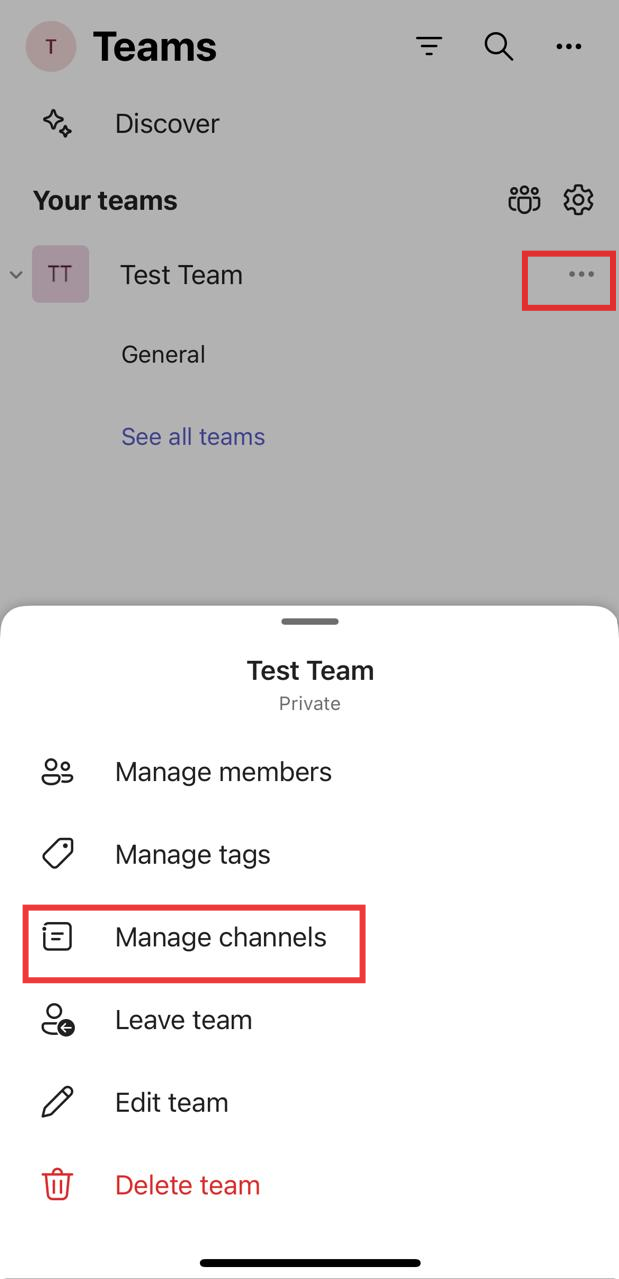 T Teams
Discover
Your teams
TT Test Team
General
See all teams
Test Team
Private
Manage members
Manage tags
Manage channels
Leave team
Edit team
Delete team